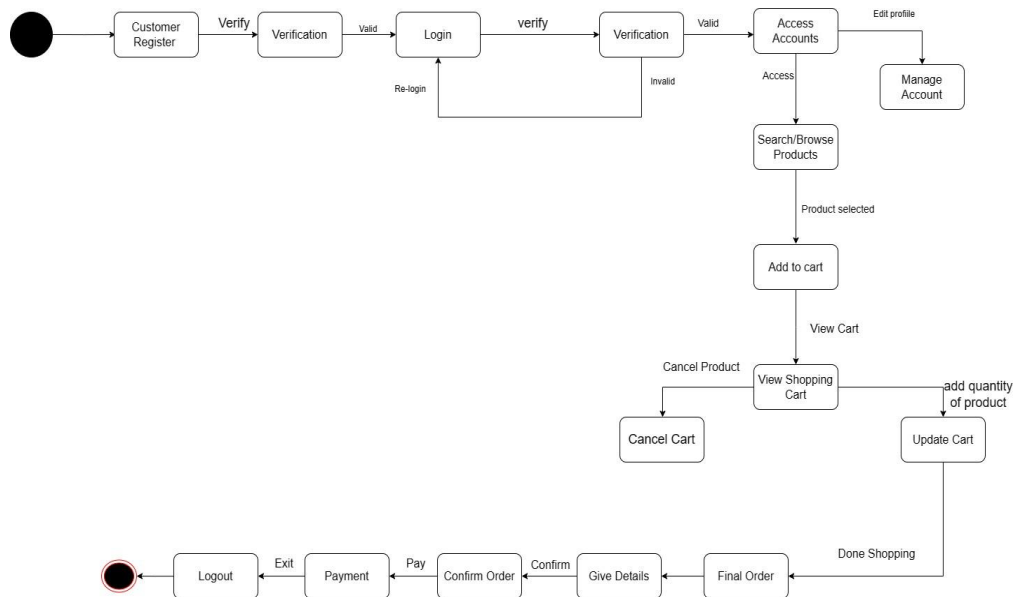 Customer
Register
Verify
Verification
Valid
Login
verify
Verification
Valid
Access
Accounts
Edit profiile
Manage
Account
Re-login
Invalid
Access
Search/Browse
Products
Product selected
Add to cart
View Cart
Cancel Product
View Shopping
Cart
add quantity
of product
Cancel Cart
Update Cart
Done Shopping
Logout
Exit
Payment
Pay
Confirm Order
Confirm
Give Details
Final Order